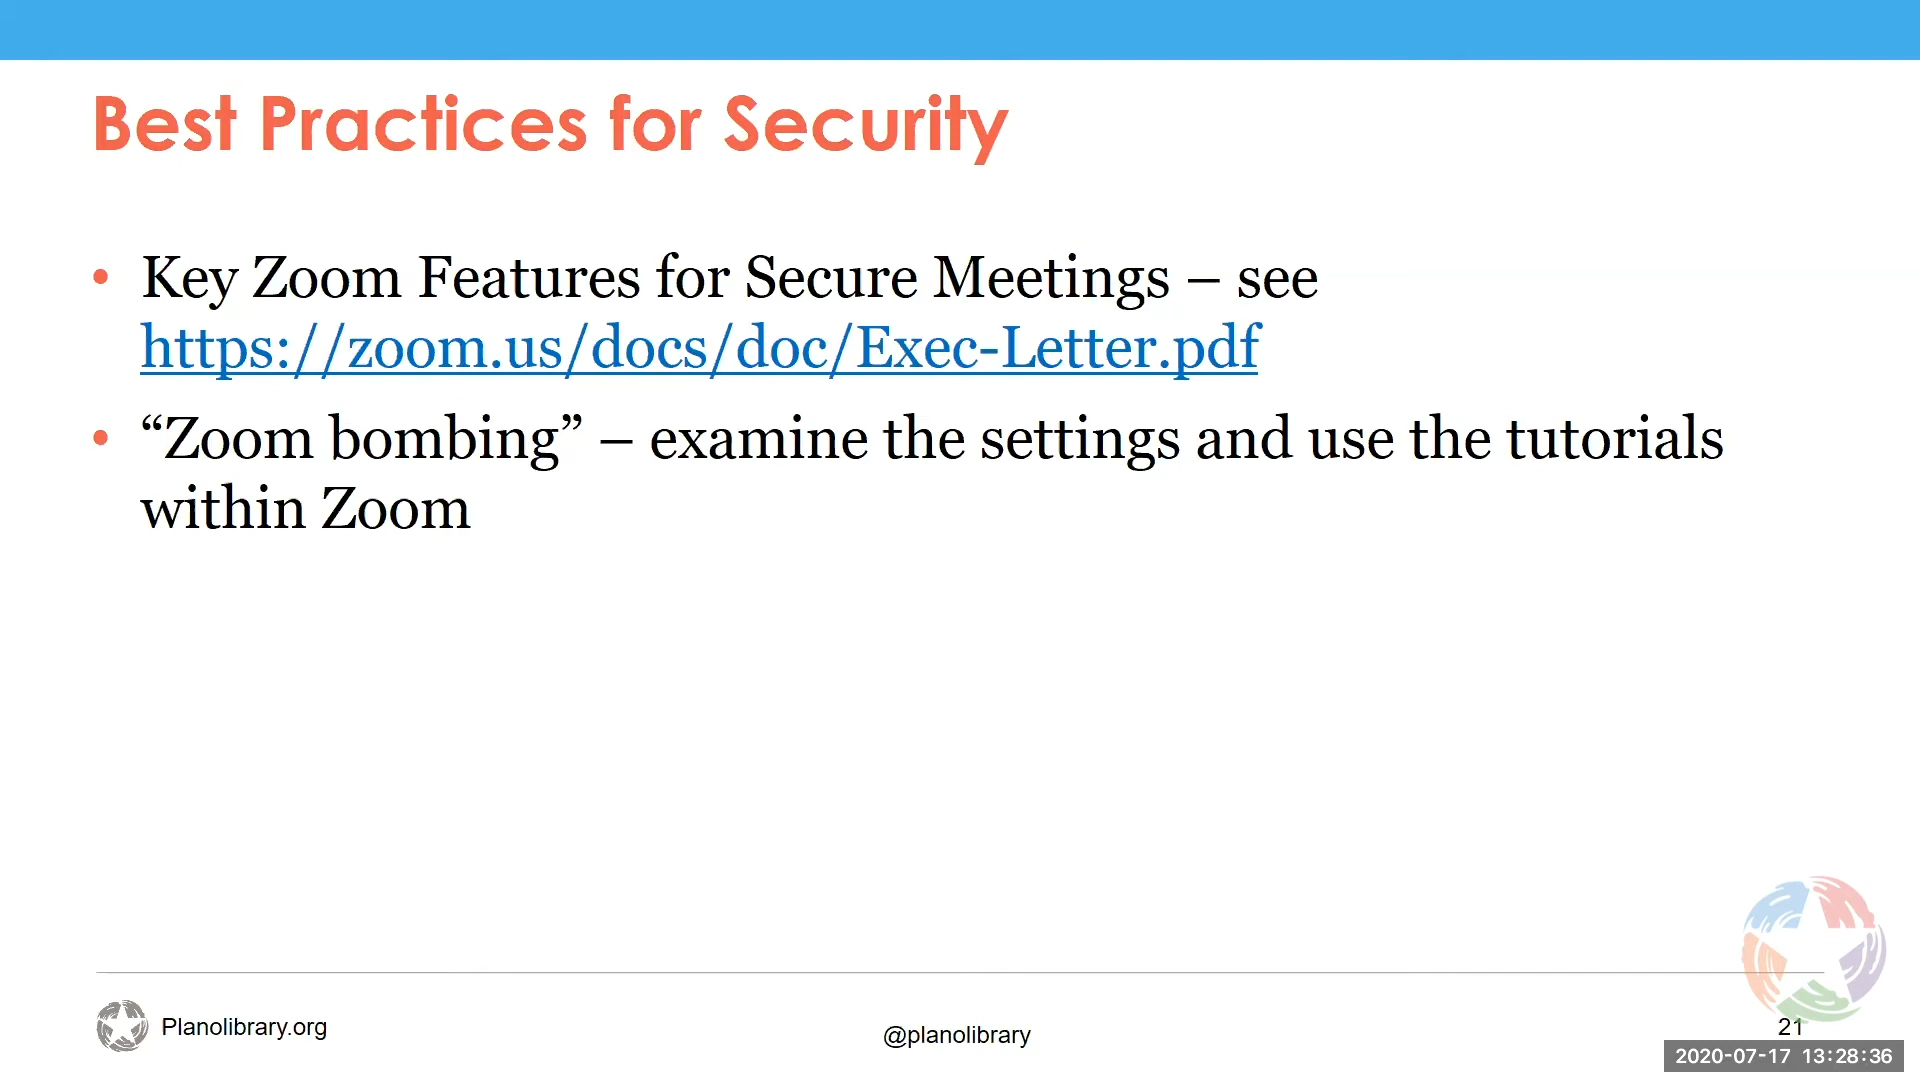 Best Practices for Security
• Key Zoom Features for Secure Meetings – see
https://zoom.us/docs/doc/Exec-Letter.pdf
• “Zoom bombing” – examine the settings and use the tutorials
within Zoom
Planolibrary.org
@planolibrary
21
2020-07-17 13:28:36